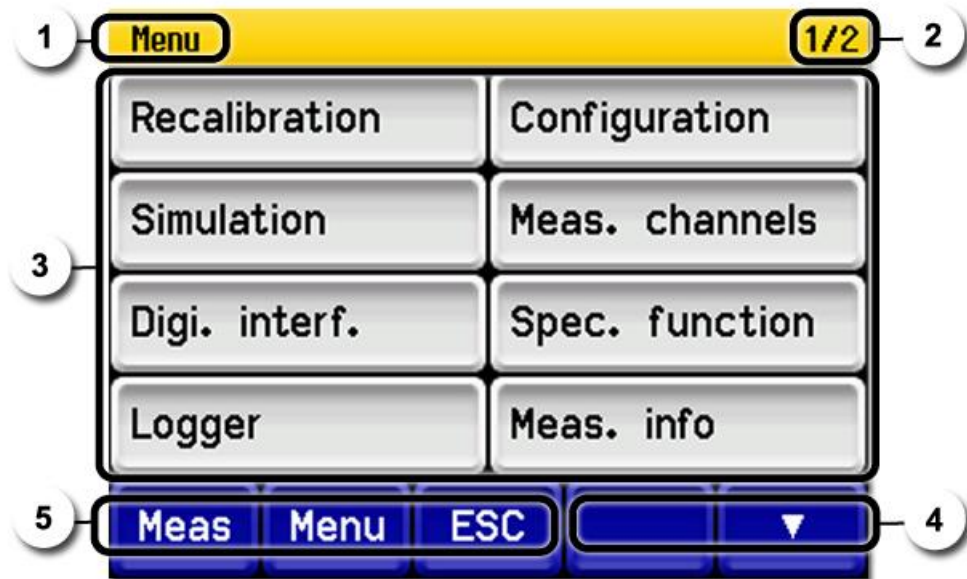 1 Menu 1/2 2
Recalibration Configuration
Simulation Meas. channels
3
Digi. interf. Spec. function
Logger Meas. info
5 Meas Menu ESC ▼ 4